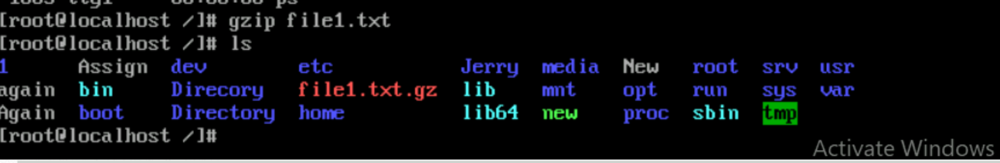 [root@localhost /]# gzip file1.txt
[root@localhost /]# ls
1 Assign dev etc Jerry media New root srv usr
again bin Direcory file1.txt.gz lib mnt opt run sys var
Again boot Directory home lib64 new proc sbin tmp
[root@localhost /]#
Activate Windows